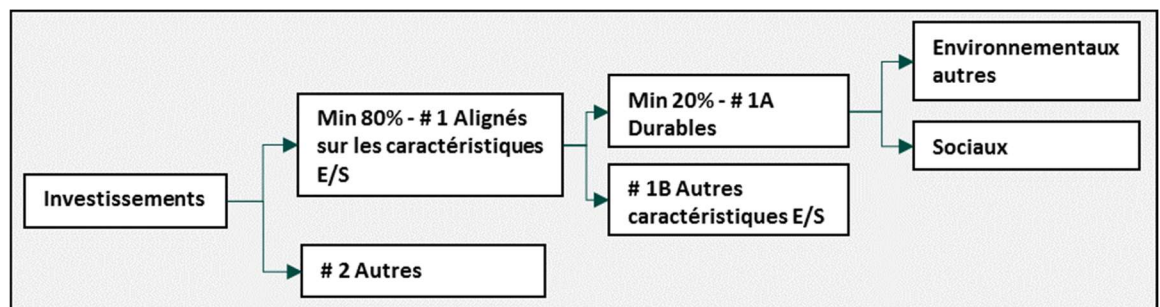 Investissements
Min 80% - # 1 Alignés
sur les caractéristiques
E/S
# 2 Autres
Min 20% - # 1A
Durables
# 1B Autres
caractéristiques E/S
Environnementaux
autres
Sociaux